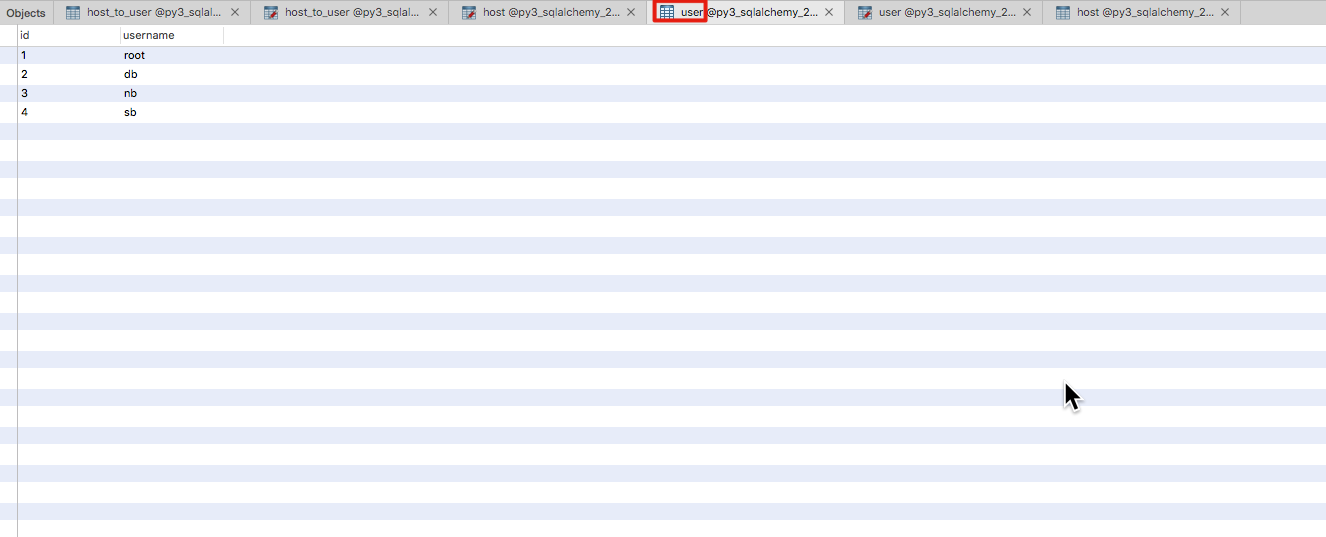 Objects host_to_user @py3_sqlal... host_to_user @py3_sqlal... host @py3_sqlalchemy_2... user @py3_sqlalchemy_2... user @py3_sqlalchemy_2... host @py3_sqlalchemy_2...
id username
1 root
2 db
3 nb
4 sb